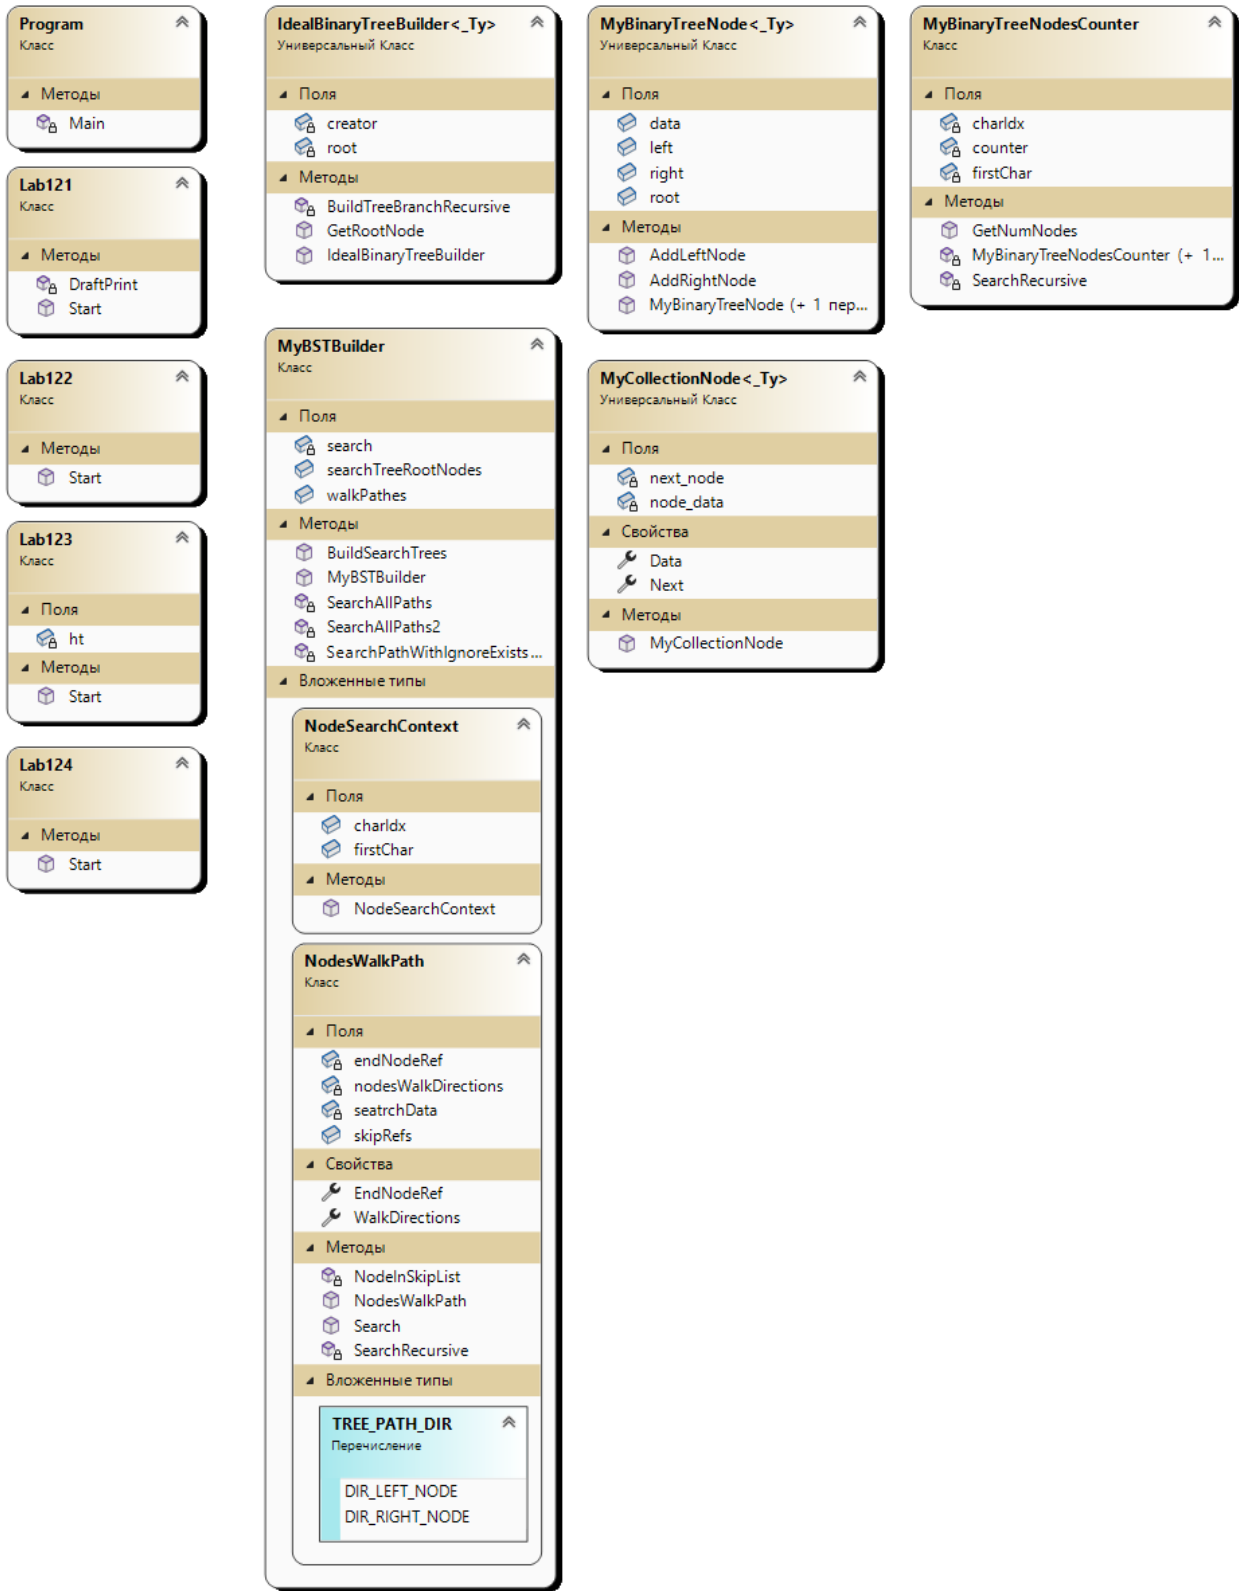 Program
Класс
Методы
Main
Lab121
Класс
Методы
DraftPrint
Start
Lab122
Класс
Методы
Start
Lab123
Класс
Поля
ht
Методы
Start
Lab124
Класс
Методы
Start
IdealBinaryTreeBuilder<_Ty>
Универсальный Класс
Поля
creator
root
Методы
BuildTreeBranchRecursive
GetRootNode
IdealBinaryTreeBuilder
MyBSTBuilder
Класс
Поля
search
searchTreeRootNodes
walkPathes
Методы
BuildSearchTrees
MyBSTBuilder
SearchAllPaths
SearchAllPaths2
SearchPathWithIgnoreExists...
Вложенные типы
NodeSearchContext
Класс
Поля
charIdx
firstChar
Методы
NodeSearchContext
NodesWalkPath
Класс
Поля
endNodeRef
nodesWalkDirections
seatrchData
skipRefs
Свойства
EndNodeRef
WalkDirections
Методы
NodeInSkipList
NodesWalkPath
Search
SearchRecursive
Вложенные типы
TREE_PATH_DIR
Перечисление
DIR_LEFT_NODE
DIR_RIGHT_NODE
MyBinaryTreeNode<_Ty>
Универсальный Класс
Поля
data
left
right
root
Методы
AddLeftNode
AddRightNode
MyBinaryTreeNode (+ 1 пер...
MyCollectionNode<_Ty>
Универсальный Класс
Поля
next_node
node_data
Свойства
Data
Next
Методы
MyCollectionNode
MyBinaryTreeNodesCounter
Класс
Поля
charIdx
counter
firstChar
Методы
GetNumNodes
MyBinaryTreeNodesCounter (+ 1...
SearchRecursive